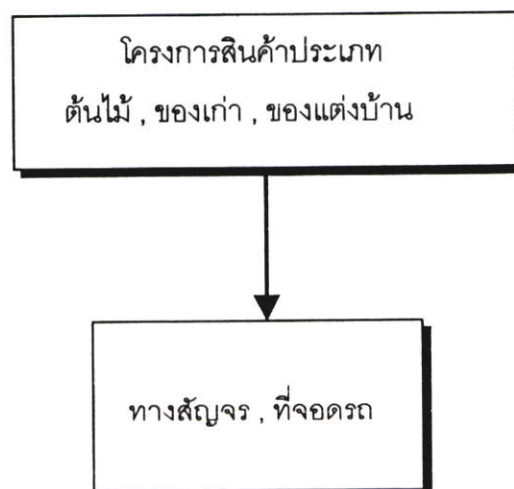 โครงการสินค้าประเภท
ต้นไม้ , ของเก่า , ของแต่งบ้าน
ทางสัญจร , ที่จอดรถ